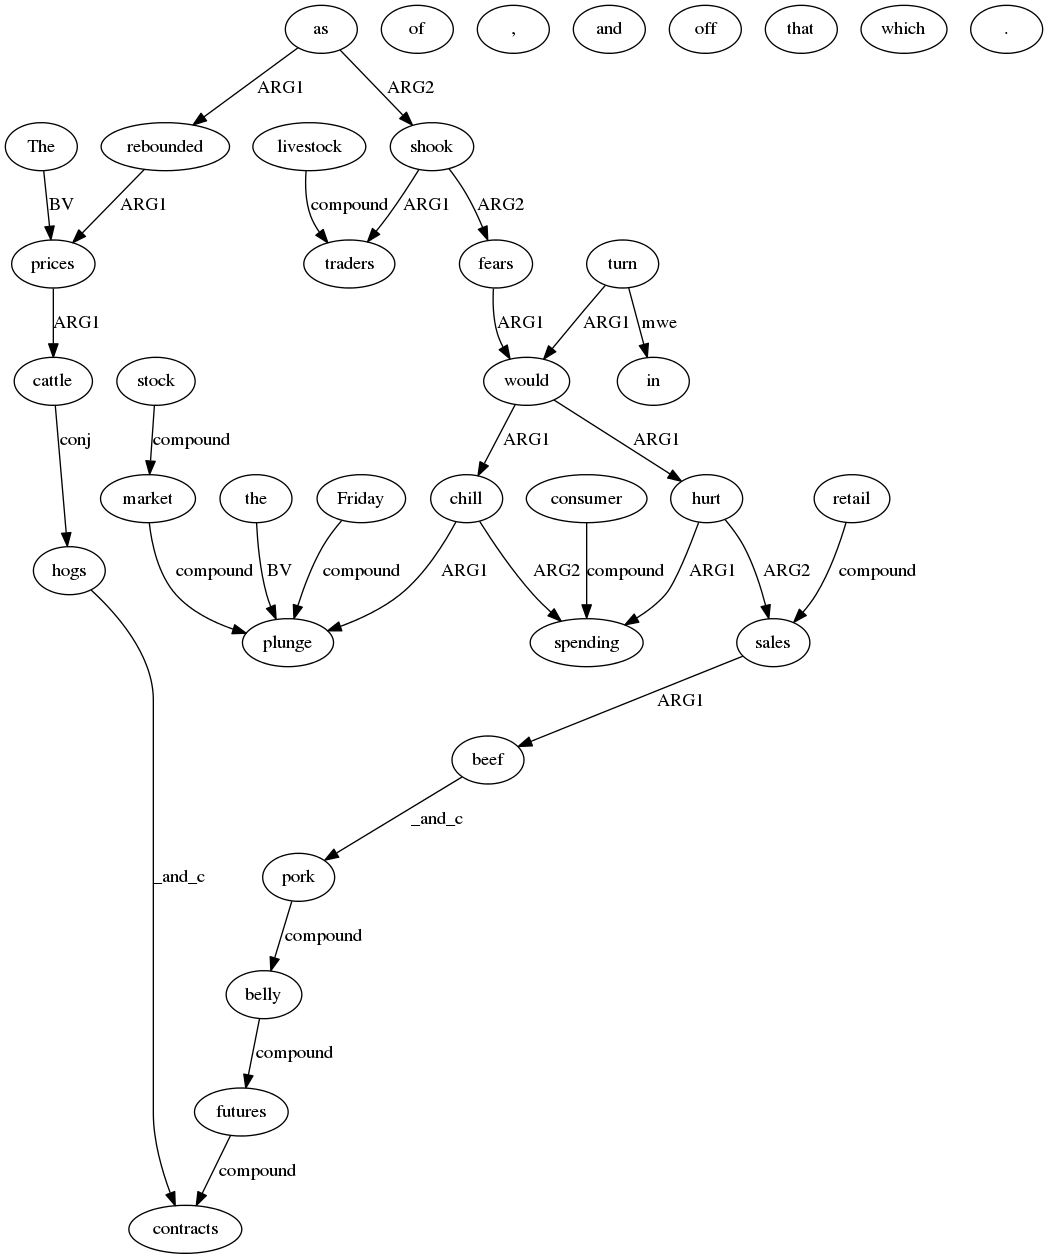 as of , and off that which .
ARG1 ARG2
The rebounded livestock shook
BV ARG1 compound ARG1 ARG2
prices traders fears turn
ARG1 ARG1 ARG1 mwe
cattle stock would in
conj compound ARG1 ARG1
market the Friday chill consumer hurt retail
hogs compound BV compound ARG1 ARG2 compound ARG1 ARG2 compound
plunge spending sales
ARG1
beef
_and_c
_and_c pork
compound
belly
compound
futures
compound
contracts